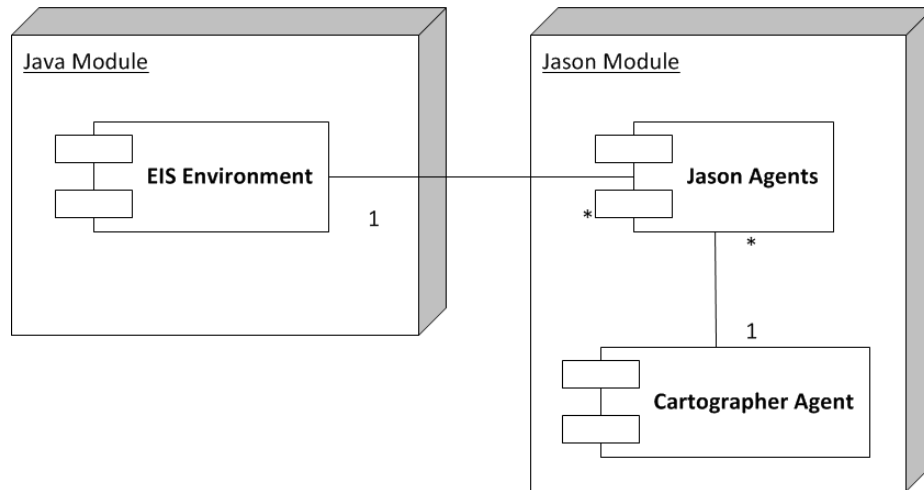 Java Module
EIS Environment
1
Jason Module
Jason Agents
*
*
1
Cartographer Agent